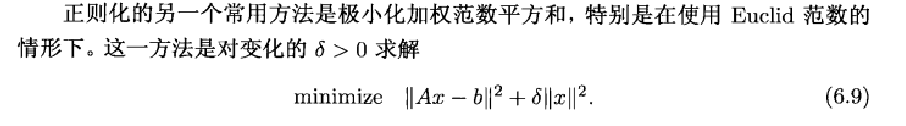 正则化的另一个常用方法是极小化加权范数平方和，特别是在使用 Euclid 范数的
情形下。这一方法是对变化的 δ > 0 求解
minimize ‖Ax − b‖² + δ‖x‖². (6.9)